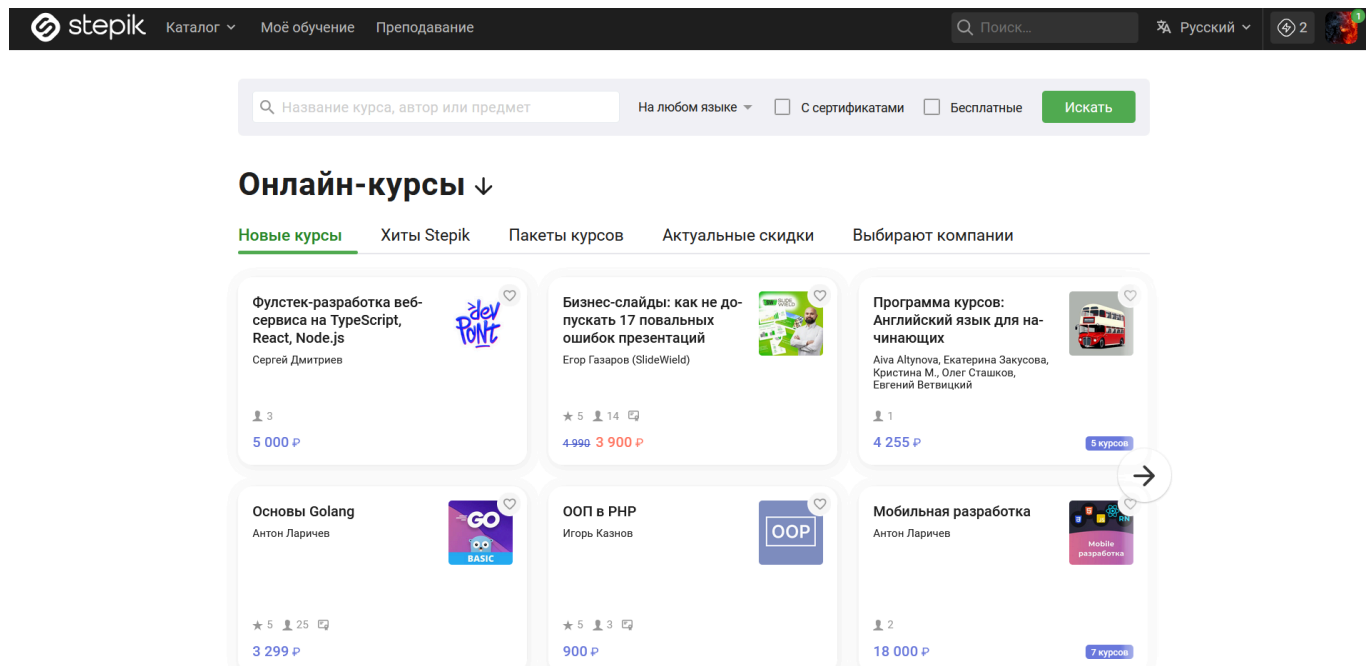 stepik Каталог Моё обучение Преподавание Поиск... Русский 2 1
Название курса, автор или предмет На любом языке С сертификатами Бесплатные Искать
Онлайн-курсы
Новые курсы Хиты Stepik Пакеты курсов Актуальные скидки Выбирают компании
Фулстек-разработка веб-
сервиса на TypeScript,
React, Node.js
Сергей Дмитриев
dev
PoiNt
3
5 000 ₽
Бизнес-слайды: как не до-
пускать 17 повальных
ошибок презентаций
Егор Газаров (SlideWield)
5 14
4 990 3 900 ₽
Программа курсов:
Английский язык для на-
чинающих
Aiva Altynova, Екатерина Закусова,
Кристина М., Олег Сташков,
Евгений Ветвицкий
1
4 255 ₽ 5 курсов
Основы Golang
Антон Ларичев
GO
BASIC
5 25
3 299 ₽
ООП в PHP
Игорь Казнов
OOP
5 3
900 ₽
Мобильная разработка
Антон Ларичев
RN
Mobile
разработка
2
18 000 ₽ 7 курсов